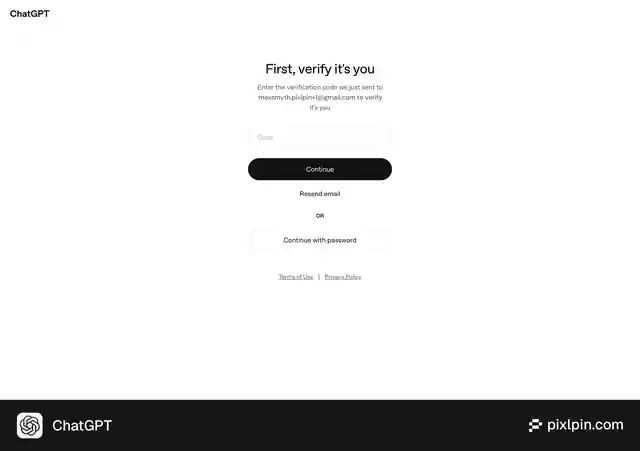 ChatGPT
First, verify it's you
Enter the verification code we just sent to
maxsmyth.pixlpin+1@gmail.com to verify
it's you
Code
Continue
Resend email
OR
Continue with password
Terms of Use | Privacy Policy
ChatGPT
pixlpin.com